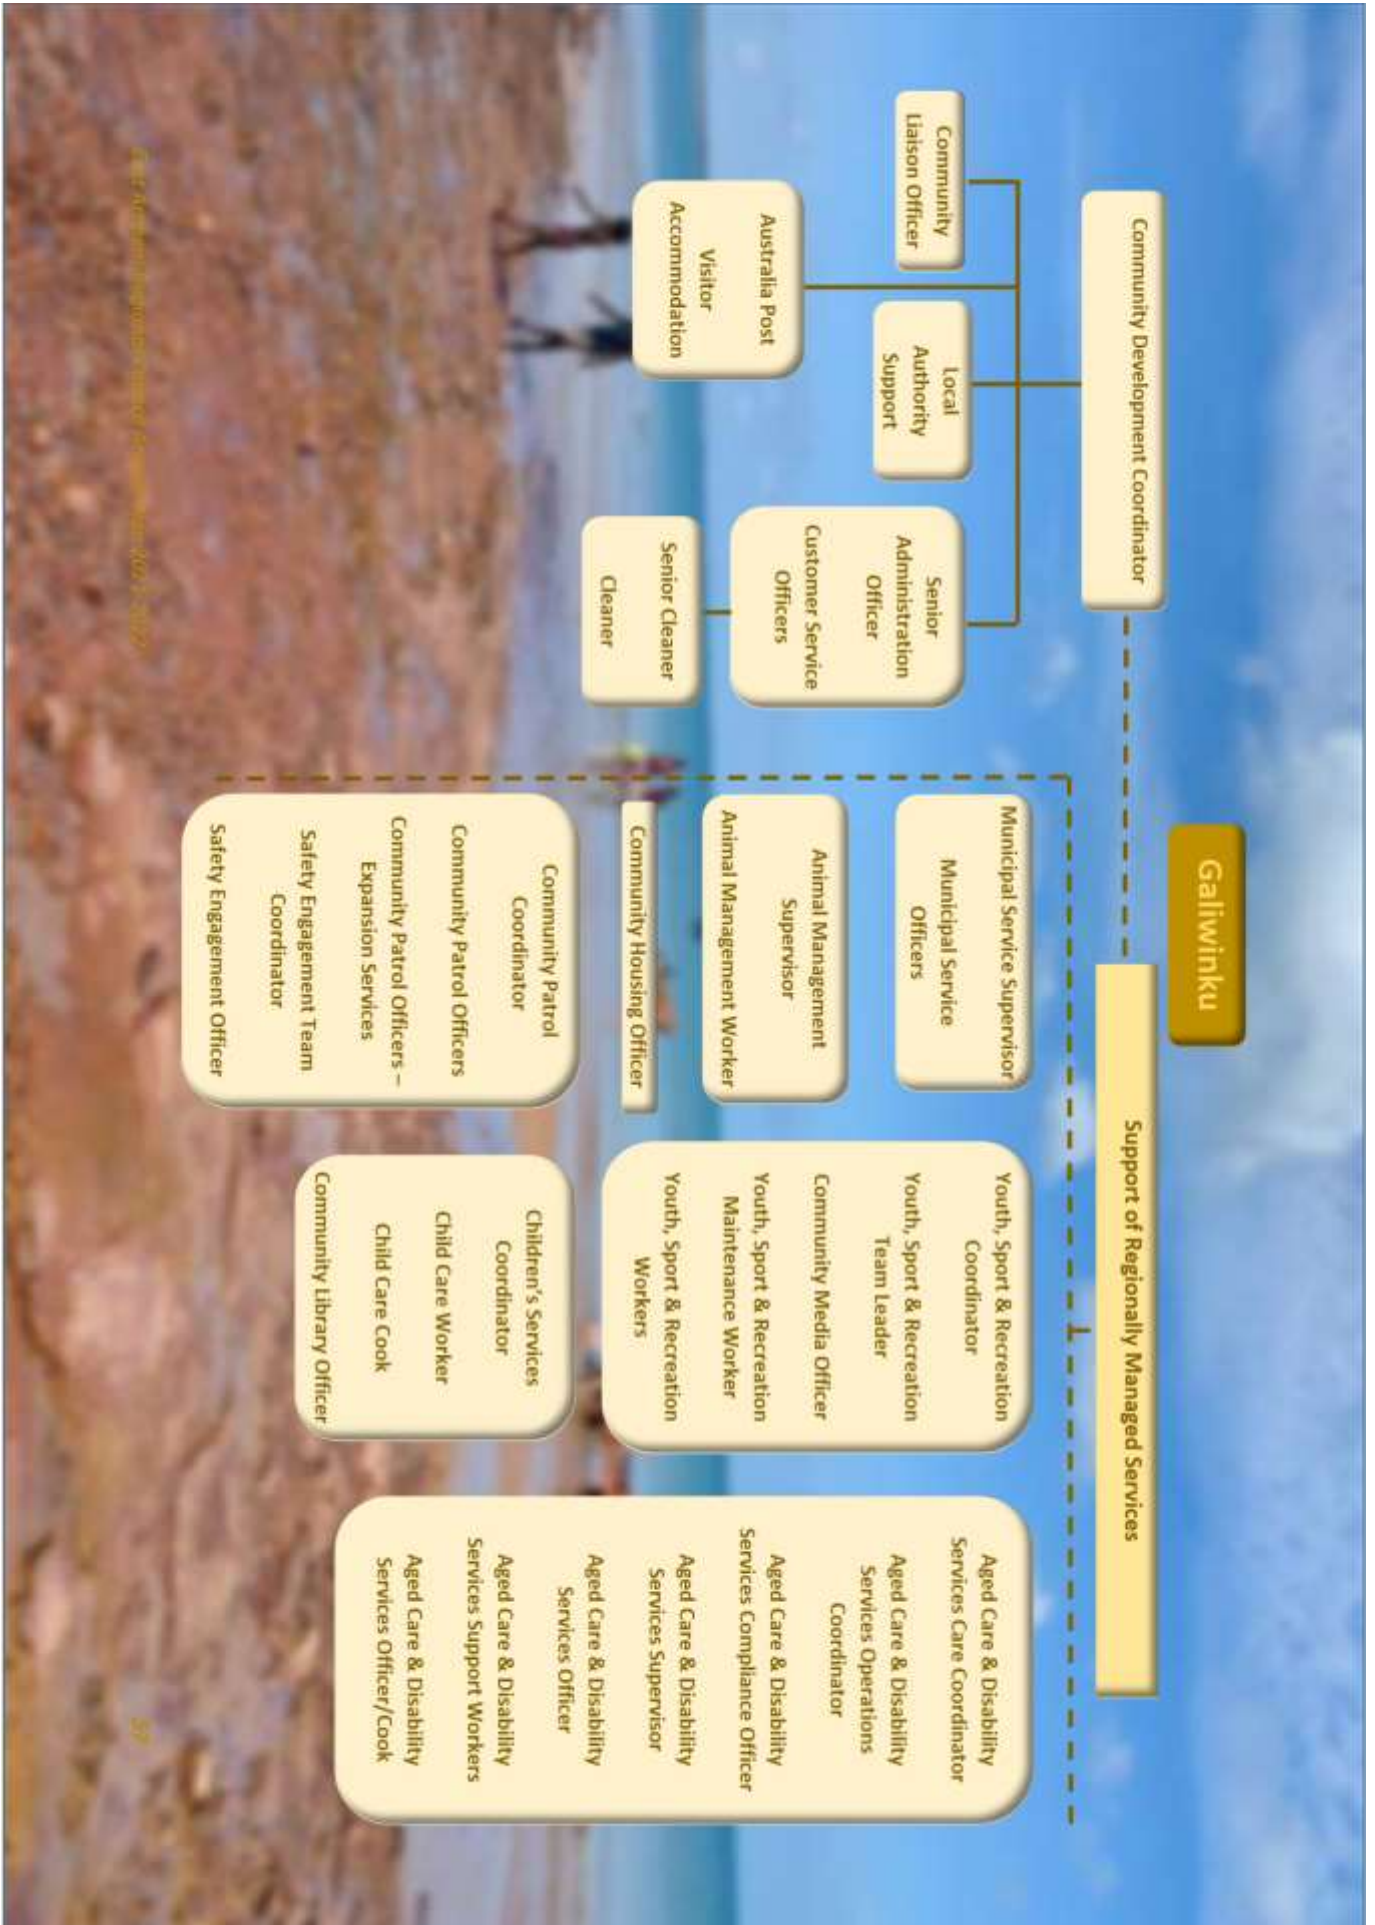 Galiwinku
Community Development Coordinator
Support of Regionally Managed Services
Community
Liaison Officer
Local
Authority
Support
Australia Post
Visitor
Accommodation
Senior
Administration
Officer
Customer Service
Officers
Senior Cleaner
Cleaner
Municipal Service Supervisor
Municipal Service
Officers
Animal Management
Supervisor
Animal Management Worker
Community Housing Officer
Community Patrol
Coordinator
Community Patrol Officers
Community Patrol Officers –
Expansion Services
Safety Engagement Team
Coordinator
Safety Engagement Officer
Youth, Sport & Recreation
Coordinator
Youth, Sport & Recreation
Team Leader
Community Media Officer
Youth, Sport & Recreation
Maintenance Worker
Youth, Sport & Recreation
Workers
Children's Services
Coordinator
Child Care Worker
Child Care Cook
Community Library Officer
Aged Care & Disability
Services Care Coordinator
Aged Care & Disability
Services Operations
Coordinator
Aged Care & Disability
Services Compliance Officer
Aged Care & Disability
Services Supervisor
Aged Care & Disability
Services Officer
Aged Care & Disability
Services Support Workers
Aged Care & Disability
Services Officer/Cook